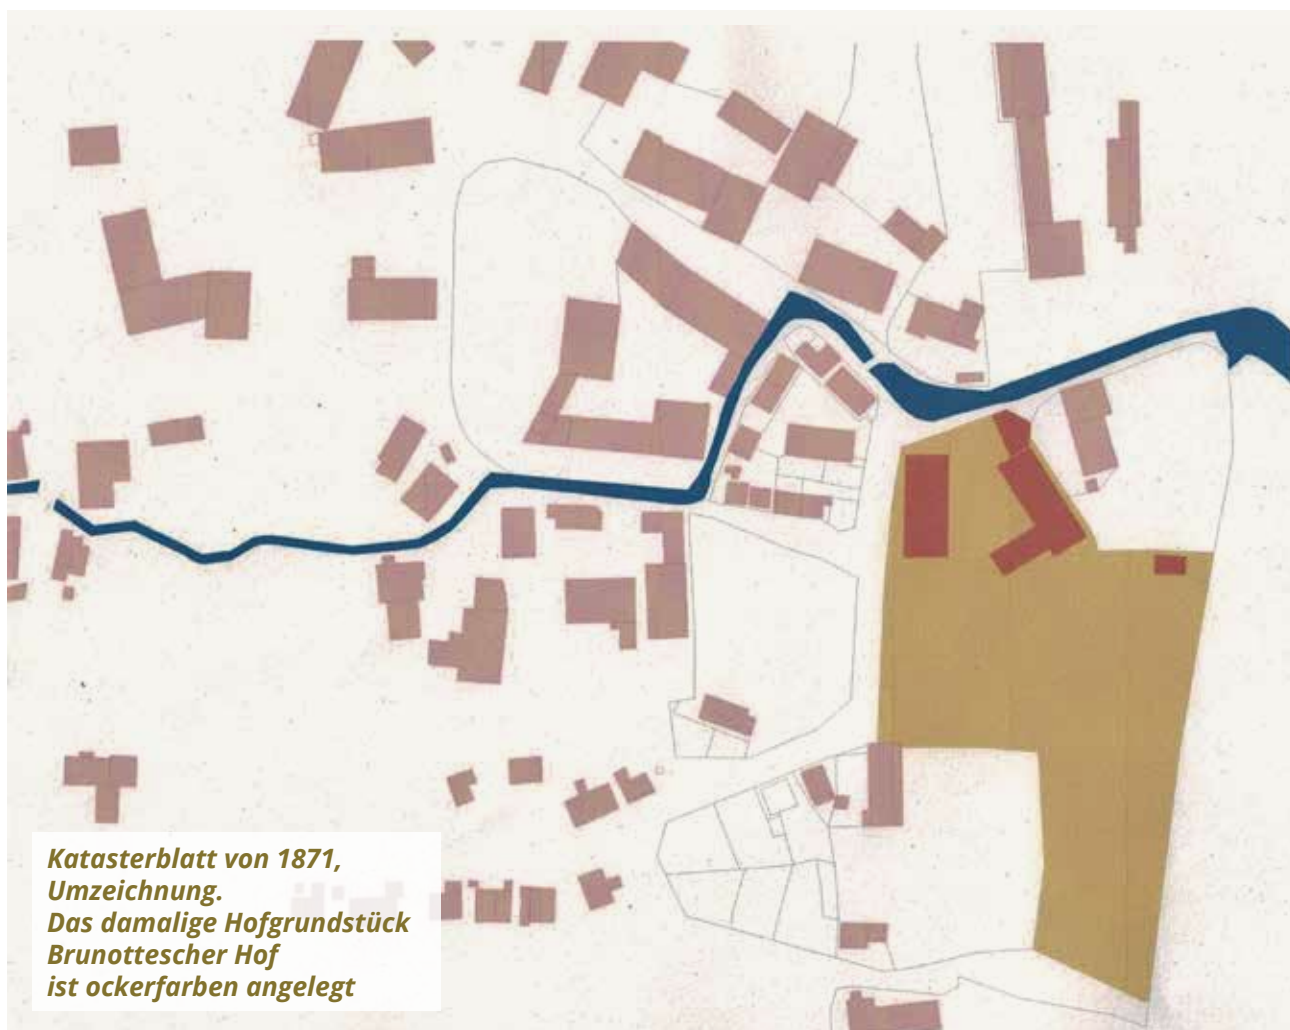 Katasterblatt von 1871,
Umzeichnung.
Das damalige Hofgrundstück
Brunottescher Hof
ist ockerfarben angelegt